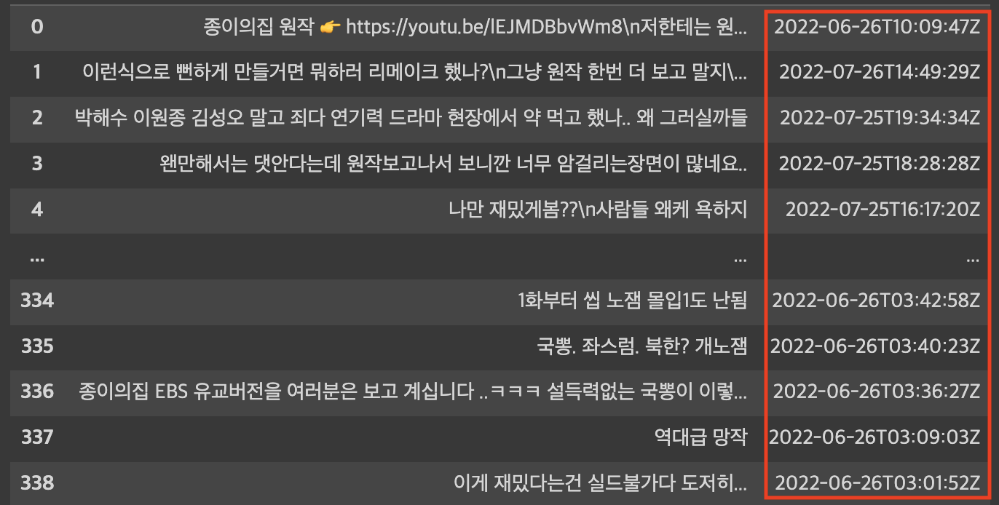 0 종이의집 원작 👉 https://youtu.be/lEJMDBbvWm8\n저한테는 원... 2022-06-26T10:09:47Z
1 이런식으로 뻔하게 만들거면 뭐하러 리메이크 했나?\n그냥 원작 한번 더 보고 말지\... 2022-07-26T14:49:29Z
2 박해수 이원종 김성오 말고 죄다 연기력 드라마 현장에서 약 먹고 했나.. 왜 그러실까들 2022-07-25T19:34:34Z
3 왠만해서는 댓안다는데 원작보고나서 보니깐 너무 암걸리는장면이 많네요.. 2022-07-25T18:28:28Z
4 나만 재밌게봄??\n사람들 왜케 욕하지 2022-07-25T16:17:20Z
... ... ...
334 1화부터 씹 노잼 몰입1도 난됨 2022-06-26T03:42:58Z
335 국뽕. 좌스럼. 북한? 개노잼 2022-06-26T03:40:23Z
336 종이의집 EBS 유교버전을 여러분은 보고 계십니다 ..ㅋㅋㅋ 설득력없는 국뽕이 이렇... 2022-06-26T03:36:27Z
337 역대급 망작 2022-06-26T03:09:03Z
338 이게 재밌다는건 실드불가다 도저히... 2022-06-26T03:01:52Z